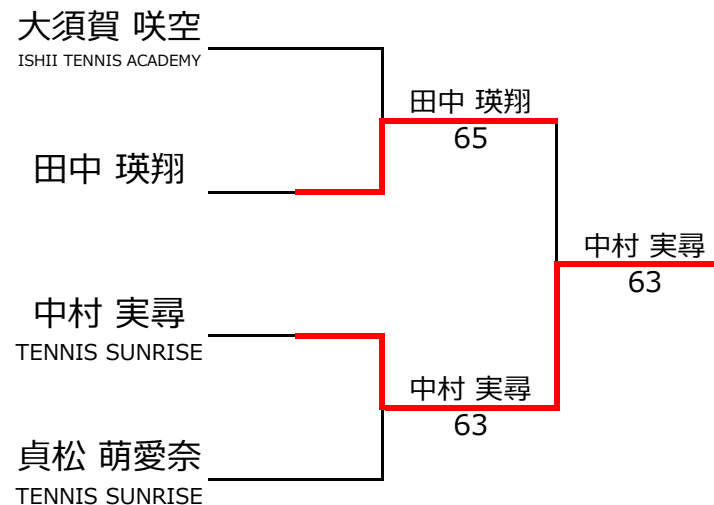 大須賀 咲空
ISHII TENNIS ACADEMY
田中 瑛翔
中村 実尋
TENNIS SUNRISE
貞松 萌愛奈
TENNIS SUNRISE
田中 瑛翔
65
中村 実尋
63
中村 実尋
63